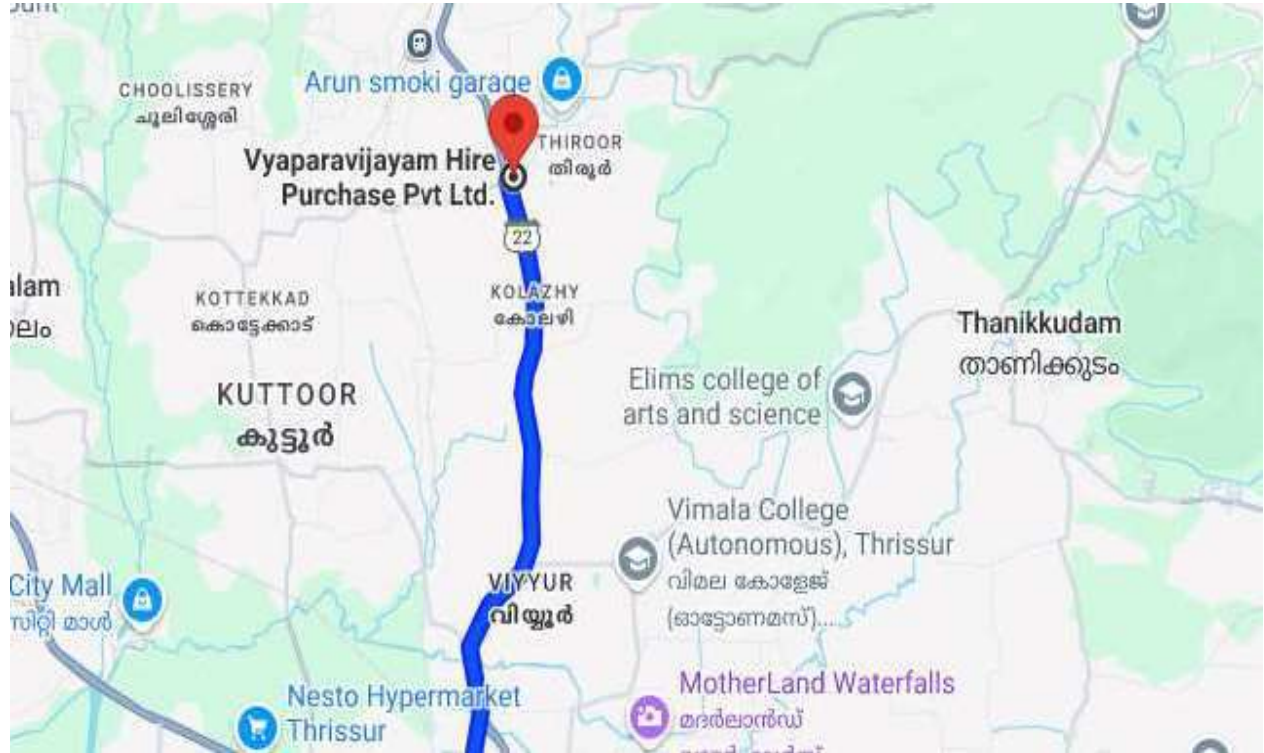 Arun smoki garage
CHOOLISSERY
ചൂലിശ്ശേരി
THIROOR
തിരൂർ
Vyaparavijayam Hire
Purchase Pvt Ltd.
22
KOLAZHY
കോലഴി
KOTTEKKAD
കൊട്ടേക്കാട്
Thanikkudam
താണിക്കുടം
KUTTOOR
കുട്ടൂർ
Elims college of
arts and science
Vimala College
(Autonomous), Thrissur
വിമല കോളേജ്
(ഓട്ടോണമസ്)....
VIYYUR
വിയ്യൂർ
City Mall
സിറ്റി മാൾ
Nesto Hypermarket
Thrissur
MotherLand Waterfalls
മദർലാൻഡ്